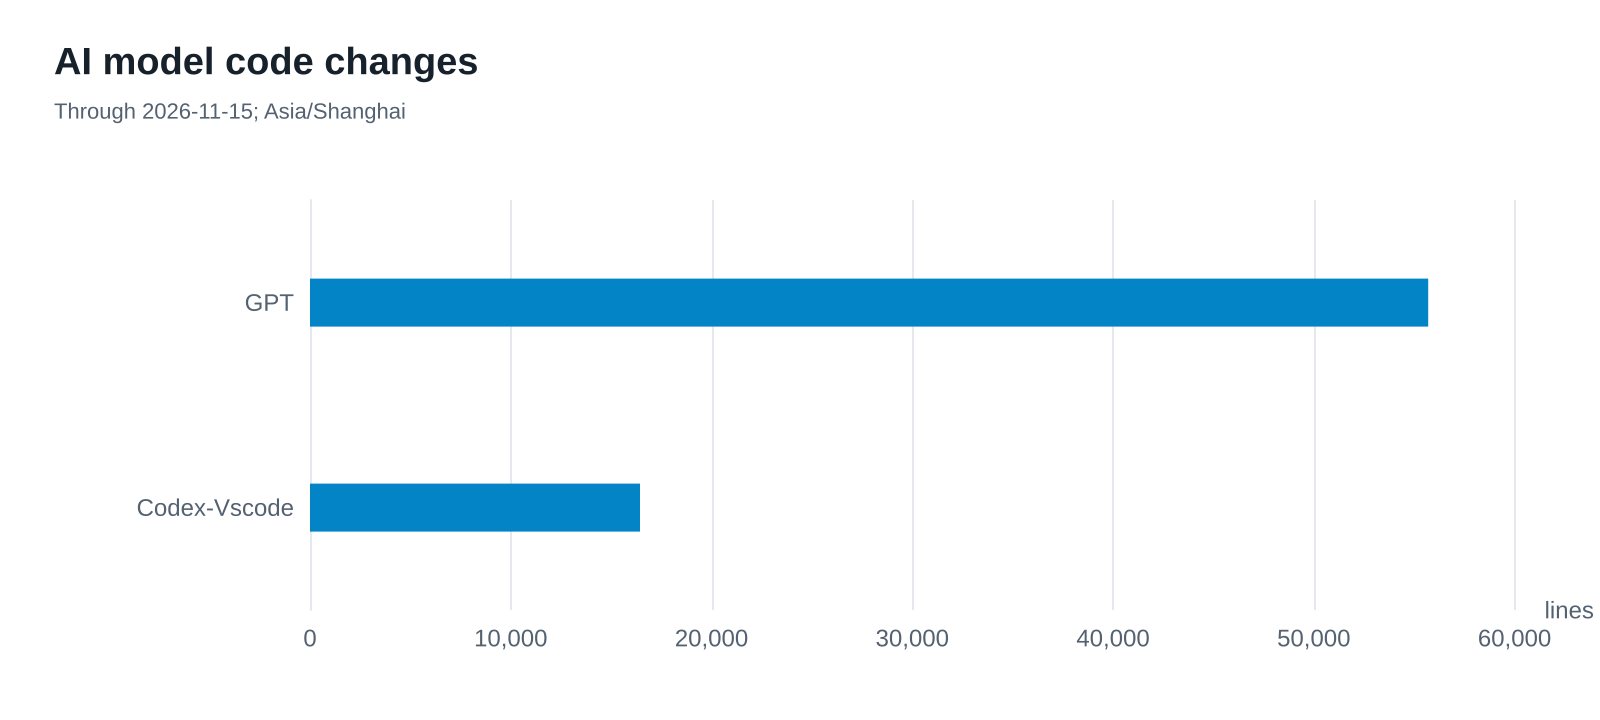 AI model code changes
Through 2026-11-15; Asia/Shanghai
GPT
Codex-Vscode
lines
0 10,000 20,000 30,000 40,000 50,000 60,000